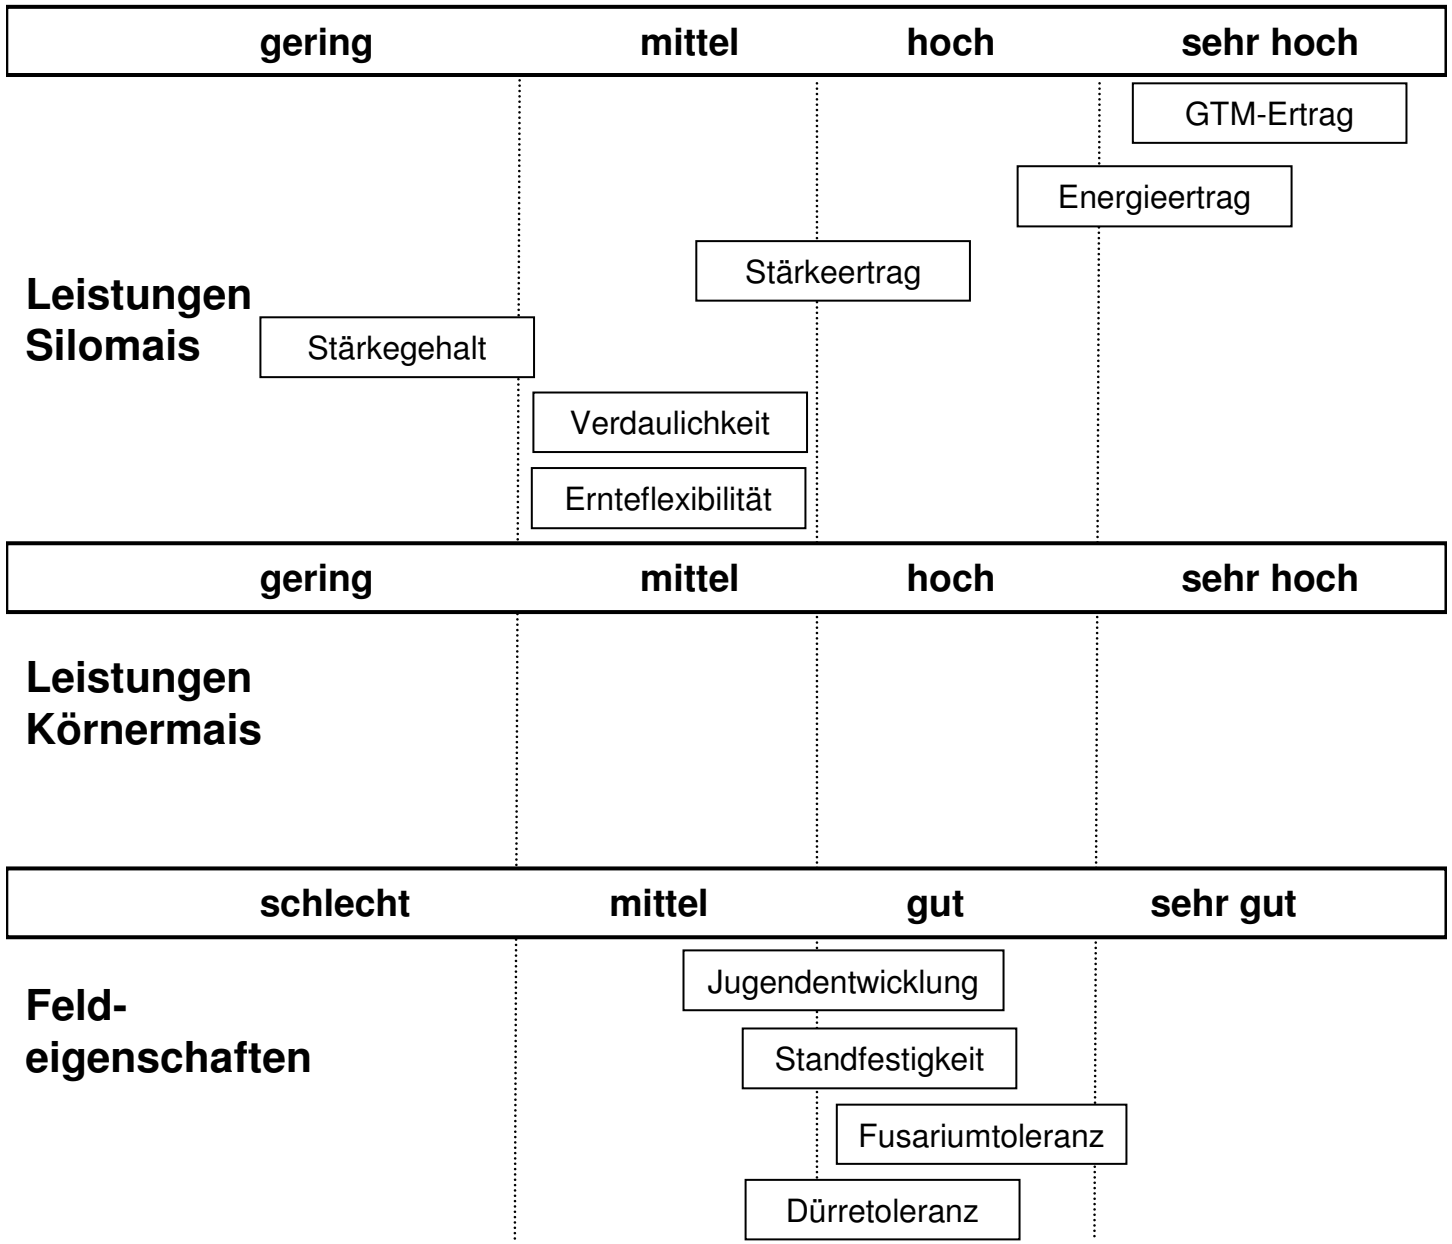 gering mittel hoch sehr hoch
GTM-Ertrag
Energieertrag
Stärkeertrag
Leistungen
Silomais
Stärkegehalt
Verdaulichkeit
Ernteflexibilität
gering mittel hoch sehr hoch
Leistungen
Körnermais
schlecht mittel gut sehr gut
Jugendentwicklung
Feld-
eigenschaften
Standfestigkeit
Fusariumtoleranz
Dürretoleranz